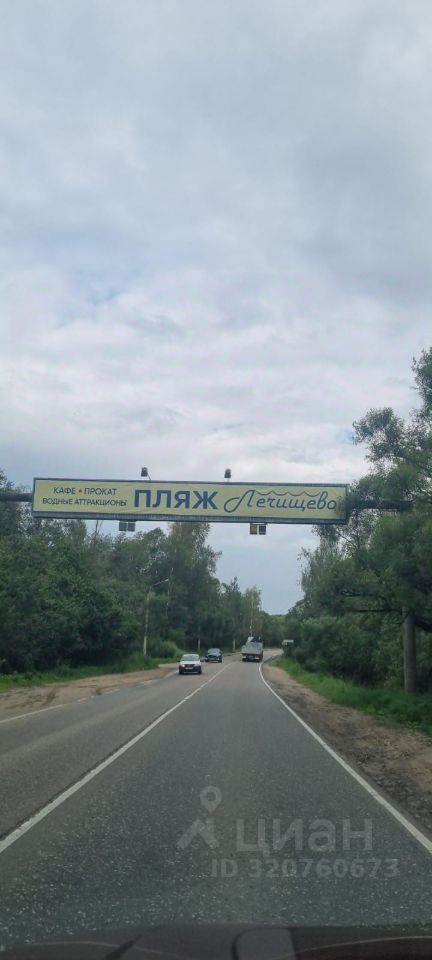 КАФЕ • ПРОКАТ
ВОДНЫЕ АТТРАКЦИОНЫ
ПЛЯЖ Лечищево
циан
ID 320760673